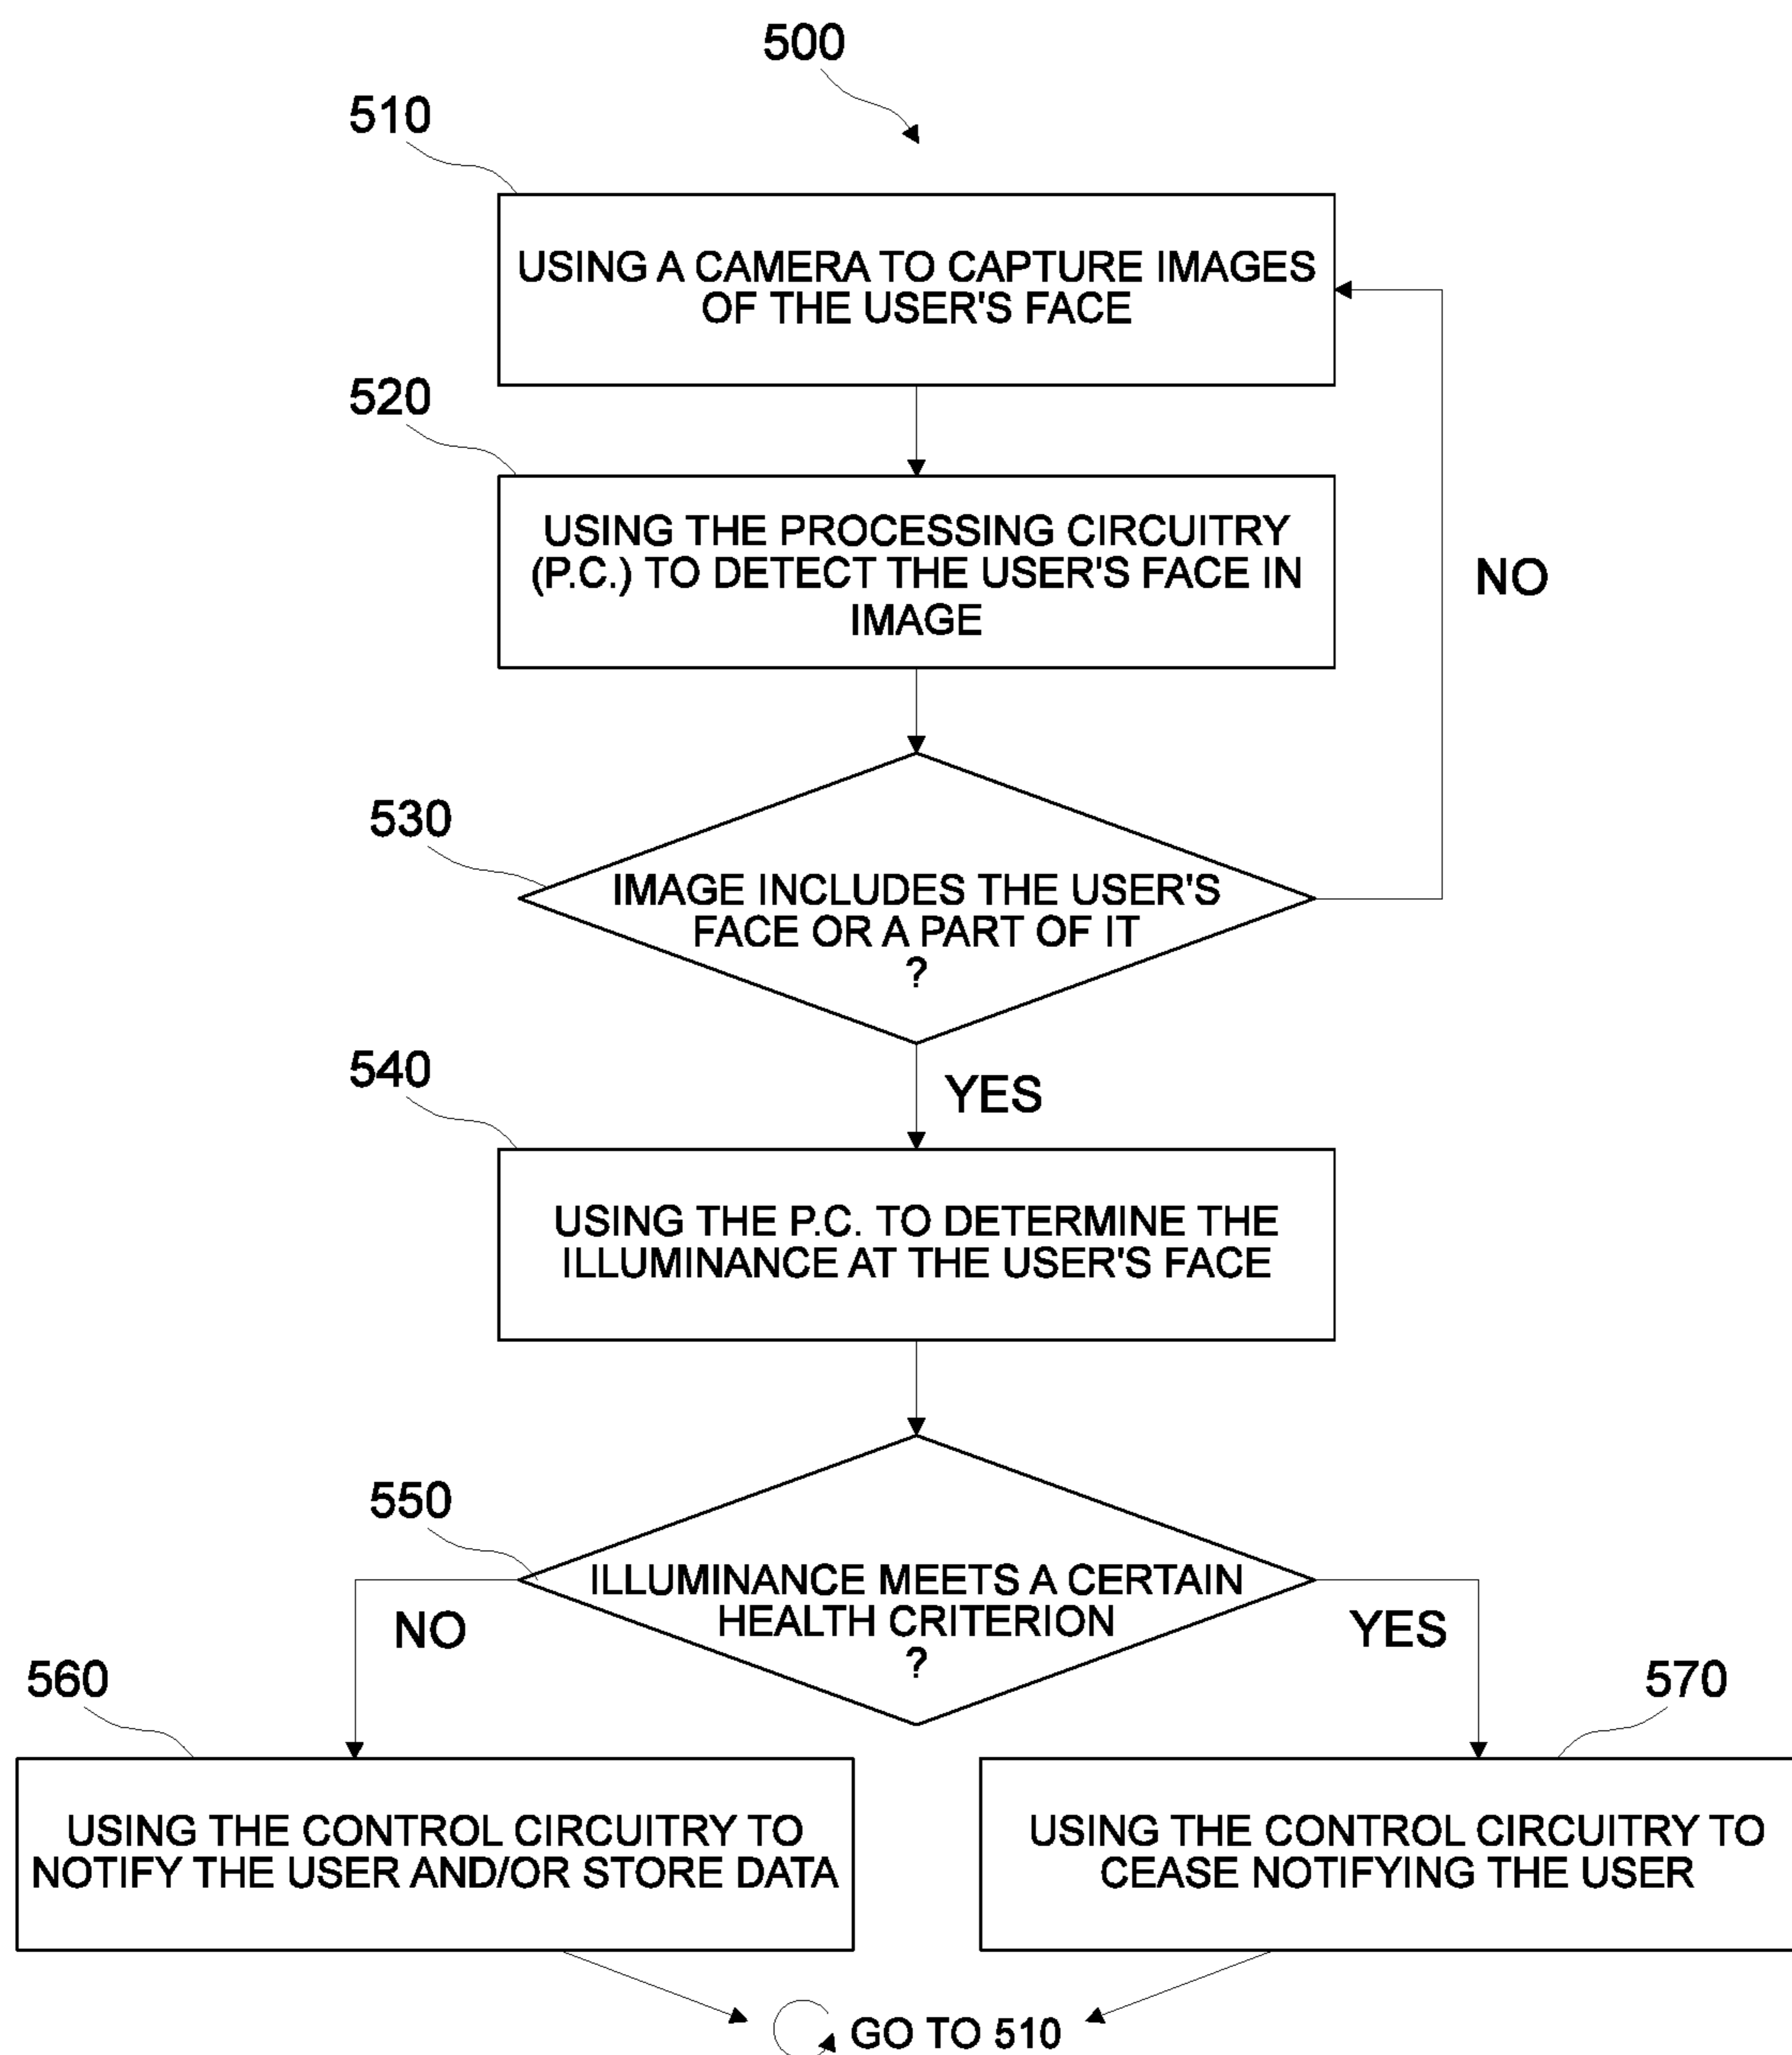 500
510
USING A CAMERA TO CAPTURE IMAGES
OF THE USER'S FACE
520
USING THE PROCESSING CIRCUITRY
(P.C.) TO DETECT THE USER'S FACE IN
IMAGE
NO
530
IMAGE INCLUDES THE USER'S
FACE OR A PART OF IT
?
540
YES
USING THE P.C. TO DETERMINE THE
ILLUMINANCE AT THE USER'S FACE
550
ILLUMINANCE MEETS A CERTAIN
HEALTH CRITERION
?
NO
YES
560
570
USING THE CONTROL CIRCUITRY TO
NOTIFY THE USER AND/OR STORE DATA
USING THE CONTROL CIRCUITRY TO
CEASE NOTIFYING THE USER
GO TO 510